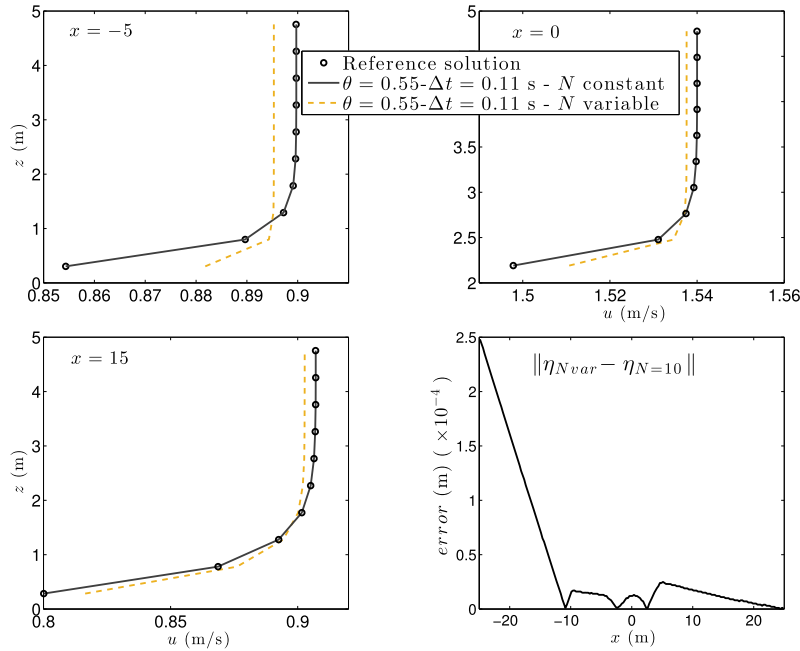 x = −5
5
4
3
2
1
0
z (m)
0.85 0.86 0.87 0.88 0.89 0.9
x = 0
5
3.5
3
2.5
2
1.5 1.52 1.54 1.56
u (m/s)
Reference solution
θ = 0.55-Δt = 0.11 s - N constant
θ = 0.55-Δt = 0.11 s - N variable
x = 15
5
4
3
2
1
0
z (m)
0.8 0.85 0.9
u (m/s)
‖η_{Nvar} − η_{N=10}‖
2.5
2
1.5
1
0.5
0
error (m) ( ×10^{−4} )
−20 −10 0 10 20
x (m)